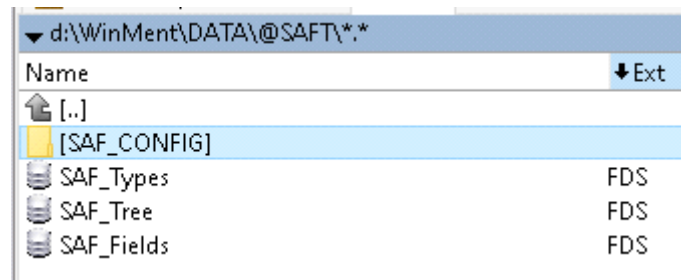 d:\WinMent\DATA\@SAFT\*.*
Name Ext
[..]
[SAF_CONFIG]
SAF_Types FDS
SAF_Tree FDS
SAF_Fields FDS